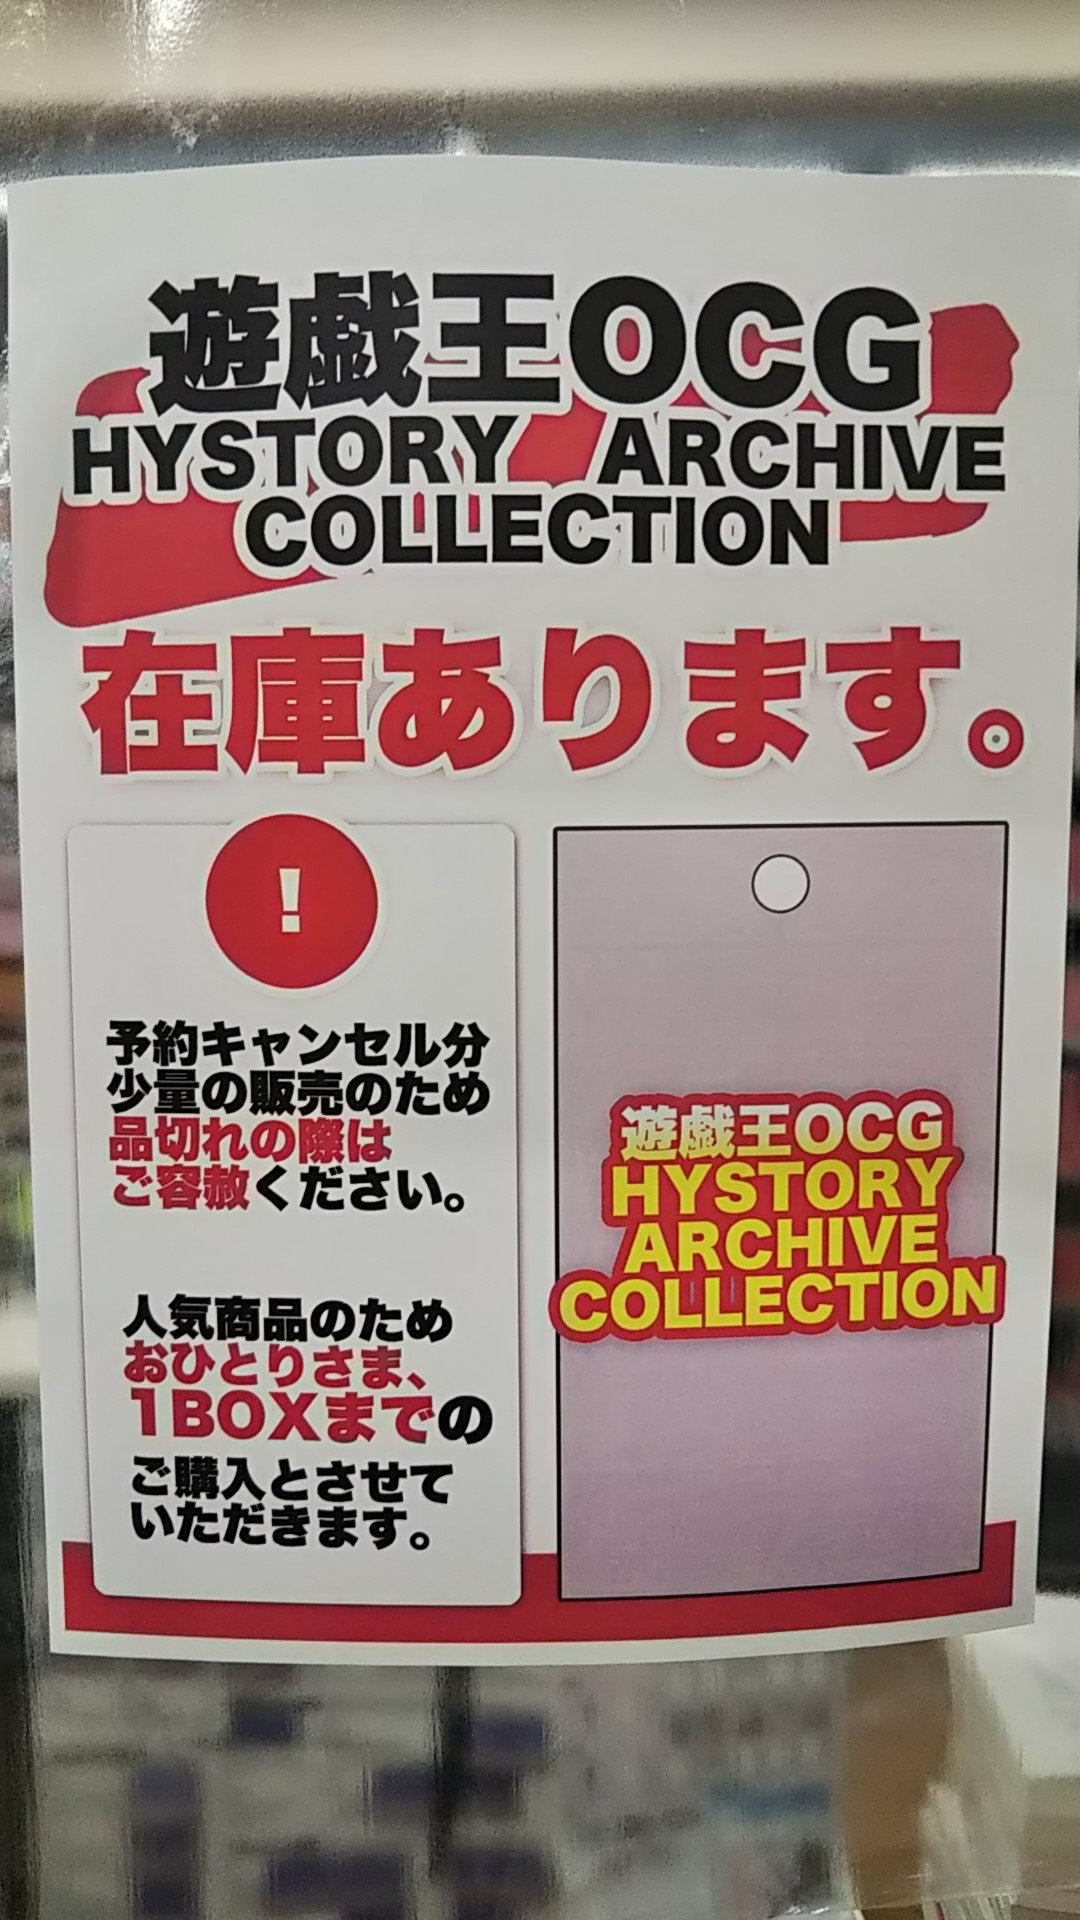 遊戯王OCG
HYSTORY ARCHIVE
COLLECTION
在庫あります。
!
予約キャンセル分
少量の販売のため
品切れの際は
ご容赦ください。
人気商品のため
おひとりさま、
1BOXまでの
ご購入とさせて
いただきます。
遊戯王OCG
HYSTORY
ARCHIVE
COLLECTION